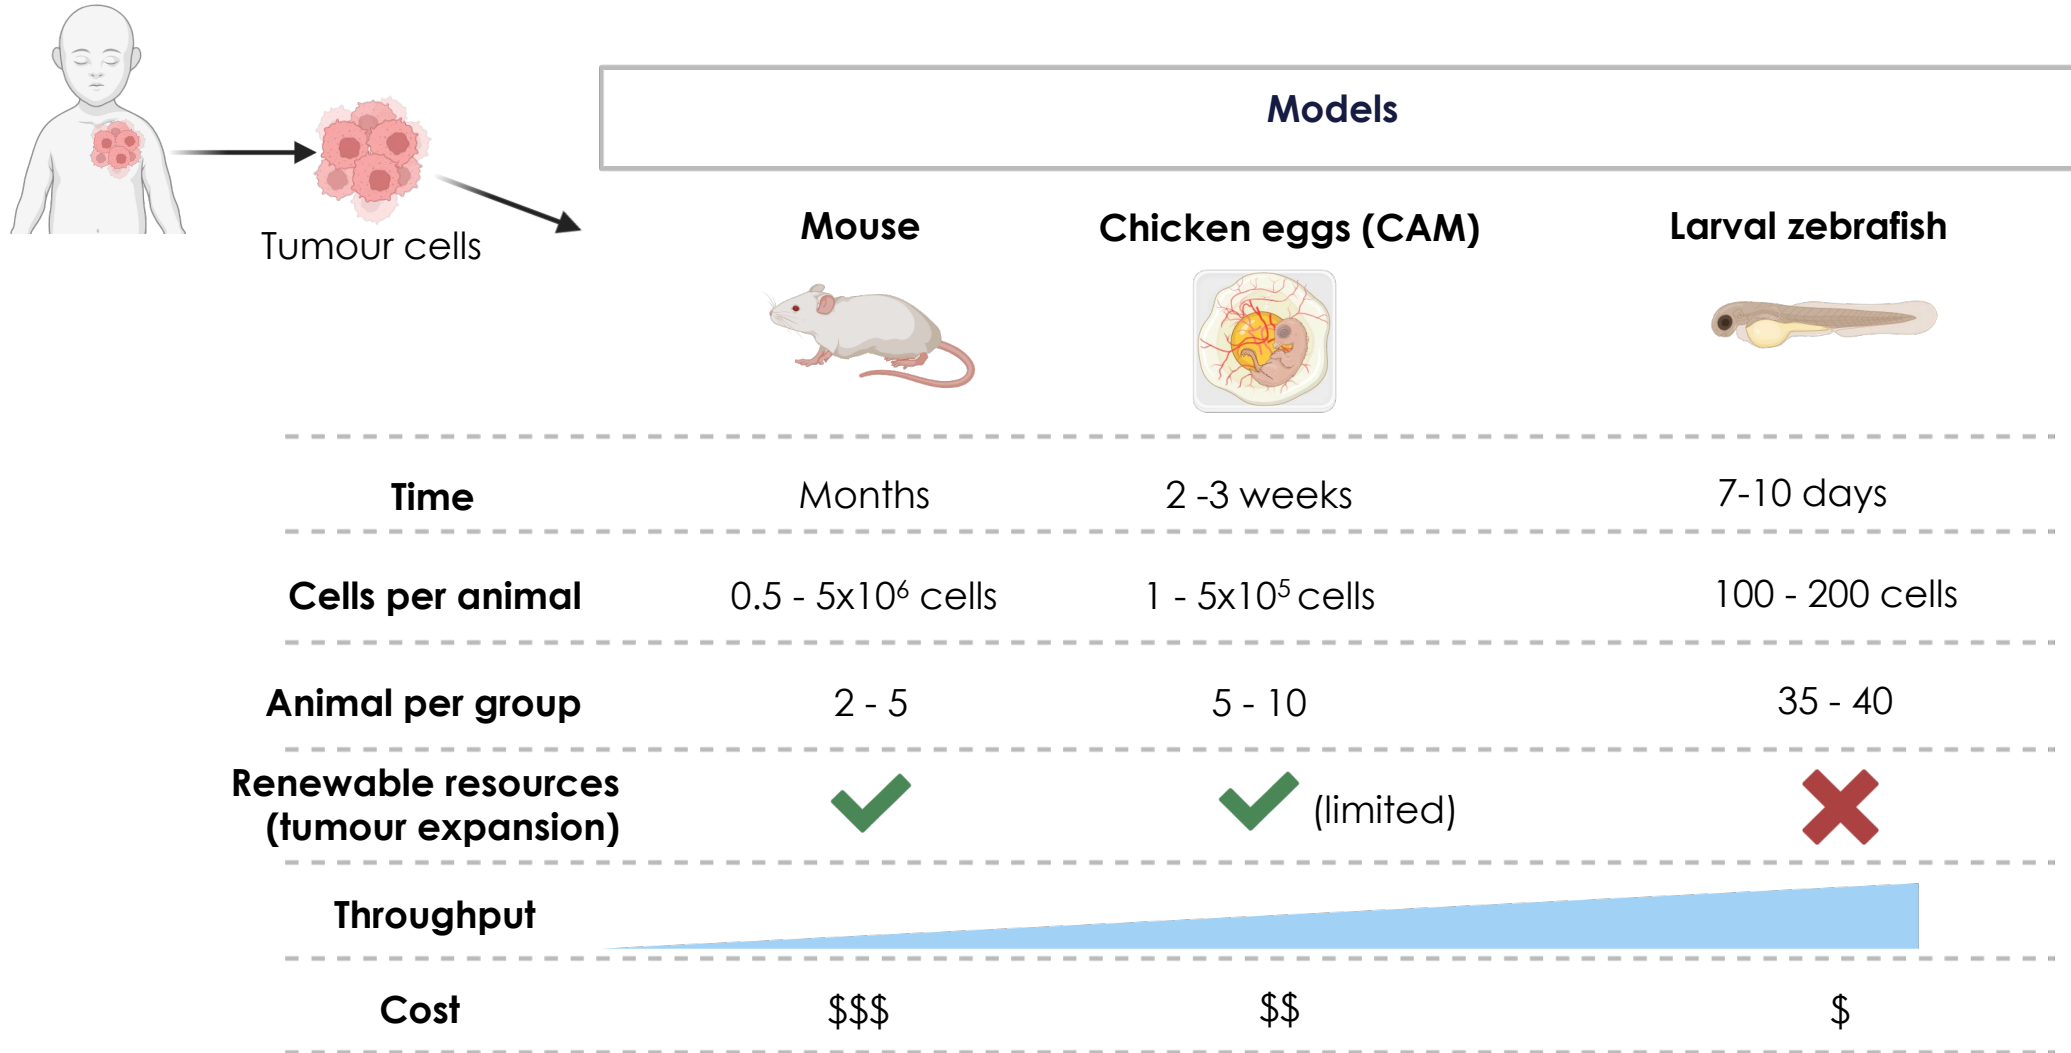 Models
Tumour cells
Mouse
Chicken eggs (CAM)
Larval zebrafish
Time
Months
2 -3 weeks
7-10 days
Cells per animal
0.5 - 5x10⁶ cells
1 - 5x10⁵ cells
100 - 200 cells
Animal per group
2 - 5
5 - 10
35 - 40
Renewable resources
(tumour expansion)
(limited)
Throughput
Cost
$$$
$$
$